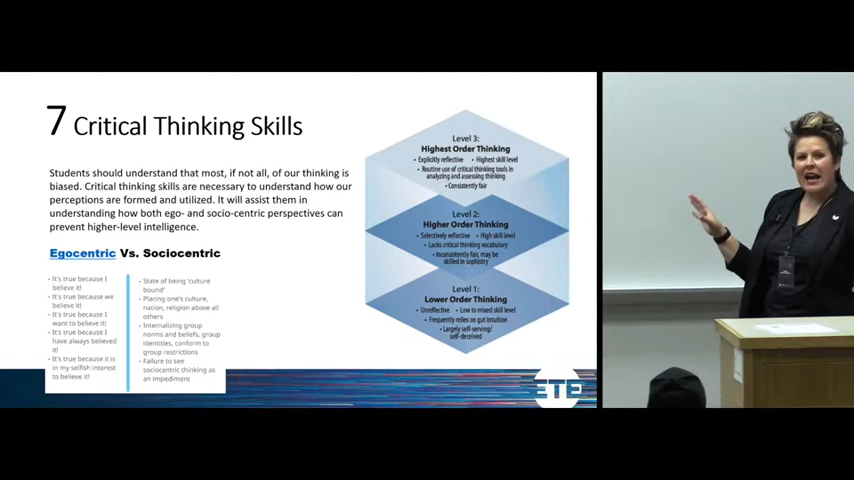 7 Critical Thinking Skills
Students should understand that most, if not all, of our thinking is
biased. Critical thinking skills are necessary to understand how our
perceptions are formed and utilized. It will assist them in
understanding how both ego- and socio-centric perspectives can
prevent higher-level intelligence.
Egocentric Vs. Sociocentric
- It's true because I
believe it!
- It's true because we
believe it!
- It's true because I
want to believe it!
- It's true because I
have always believed
it!
- It's true because it is
in my selfish interest
to believe it!
- State of being 'culture
bound'
- Placing one's culture,
nation, religion above all
others
- Internalizing group
norms and beliefs, group
identities, conform to
group restrictions
- Failure to see
sociocentric thinking as
an impediment
Level 3:
Highest Order Thinking
• Explicitly reflective • Highest skill level
• Routine use of critical thinking tools in
analyzing and assessing thinking
• Consistently fair
Level 2:
Higher Order Thinking
• Selectively reflective • High skill level
• Lacks critical thinking vocabulary
• Inconsistently fair, may be
skilled in sophistry
Level 1:
Lower Order Thinking
• Unreflective • Low to mixed skill level
• Frequently relies on gut intuition
• Largely self-serving/
self-deceived
ETE